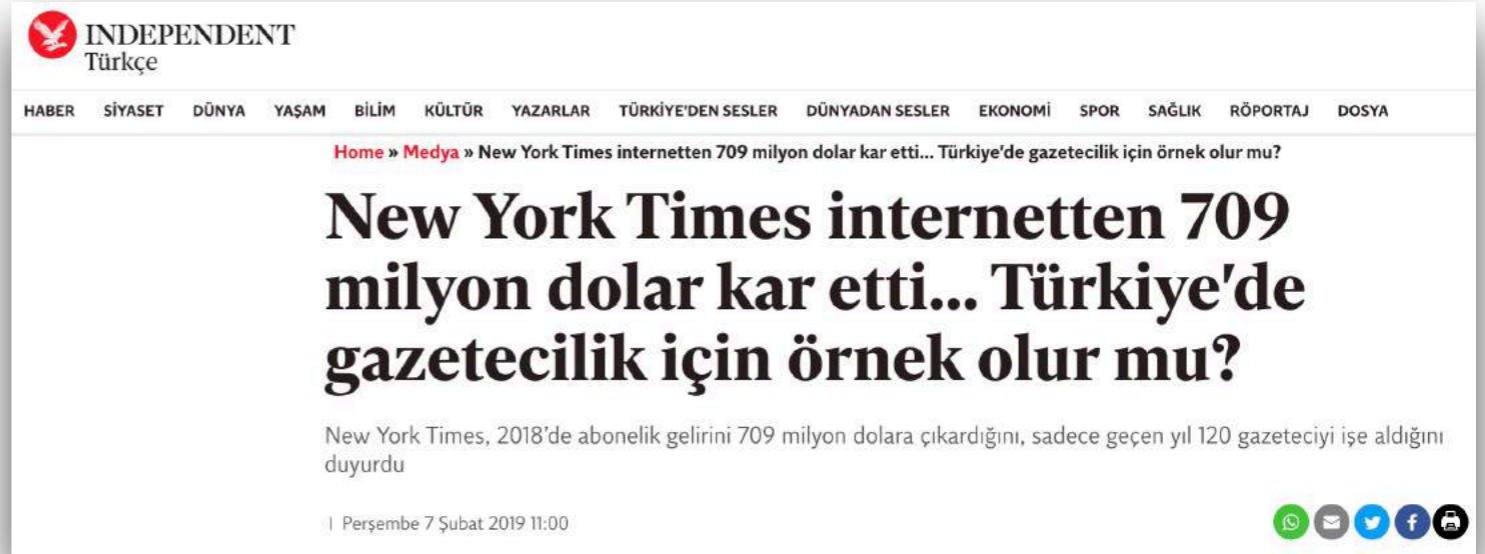 INDEPENDENT
Türkçe
HABER SİYASET DÜNYA YAŞAM BİLİM KÜLTÜR YAZARLAR TÜRKİYE'DEN SESLER DÜNYADAN SESLER EKONOMİ SPOR SAĞLIK RÖPORTAJ DOSYA
Home » Medya » New York Times internetten 709 milyon dolar kar etti... Türkiye'de gazetecilik için örnek olur mu?
New York Times internetten 709
milyon dolar kar etti... Türkiye'de
gazetecilik için örnek olur mu?
New York Times, 2018’de abonelik gelirini 709 milyon dolara çıkardığını, sadece geçen yıl 120 gazeteciyi işe aldığını
duyurdu
| Perşembe 7 Şubat 2019 11:00